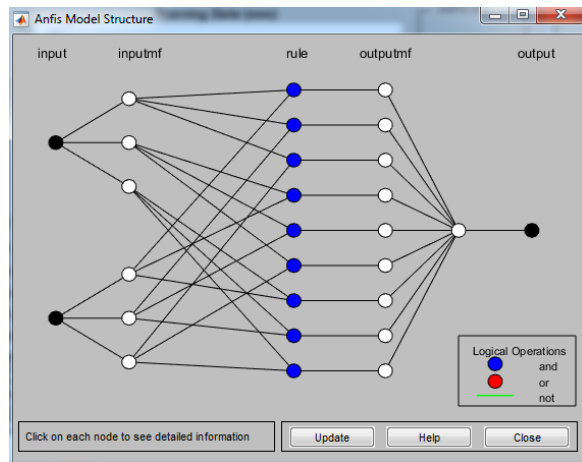 Anfis Model Structure
input inputmf rule outputmf output
Logical Operations
and
or
not
Click on each node to see detailed information
Update Help Close